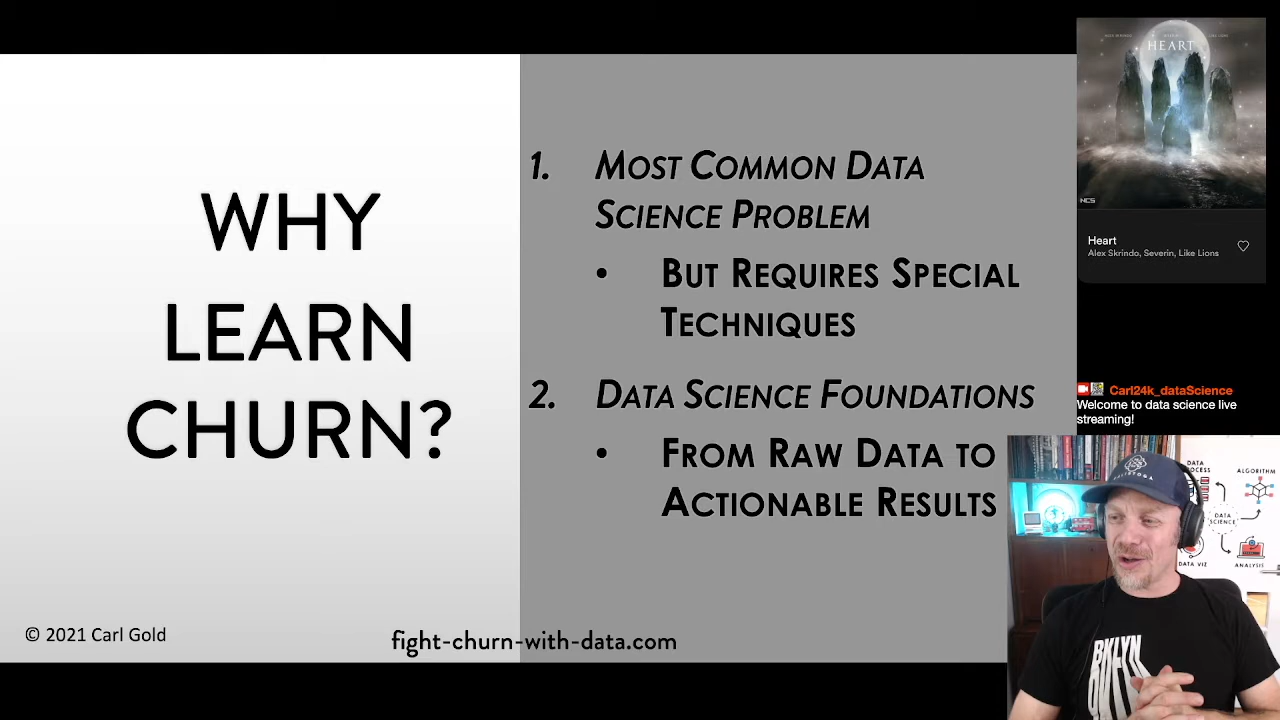 WHY
LEARN
CHURN?
1. MOST COMMON DATA
SCIENCE PROBLEM
• BUT REQUIRES SPECIAL
TECHNIQUES
2. DATA SCIENCE FOUNDATIONS
• FROM RAW DATA TO
ACTIONABLE RESULTS
© 2021 Carl Gold
fight-churn-with-data.com
HEART
NCS
Heart
Alex Skrindo, Severin, Like Lions
Carl24k_dataScience
Welcome to data science live
streaming!
DATA
PROCESS
ALGORITHM
DATA
SCIENCE
DATA VIZ
ANALYSIS
BKLYN